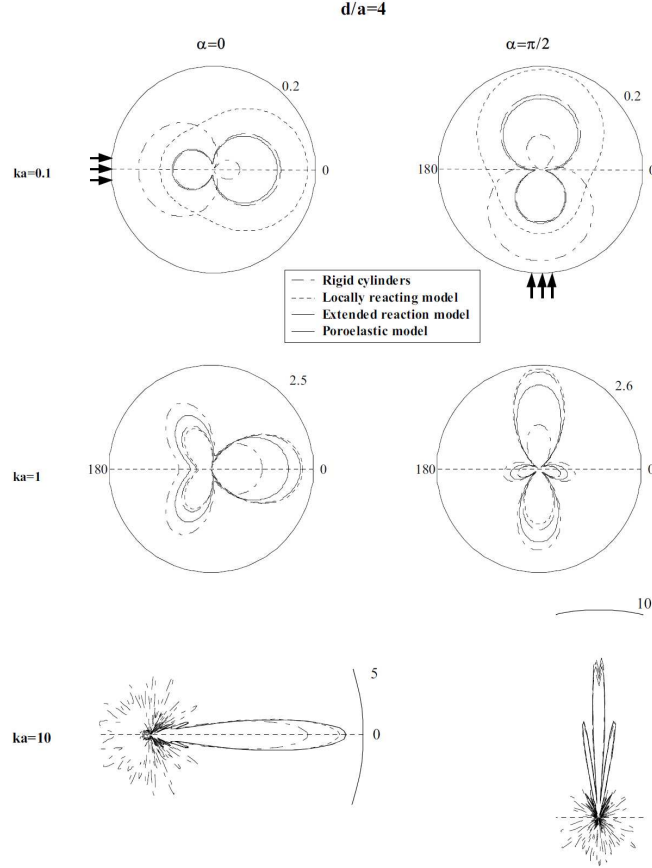 d/a=4
α=0
α=π/2
0.2
0.2
ka=0.1
0
180
0
Rigid cylinders
Locally reacting model
Extended reaction model
Poroelastic model
2.5
2.6
ka=1
180
0
180
0
10
5
ka=10
0